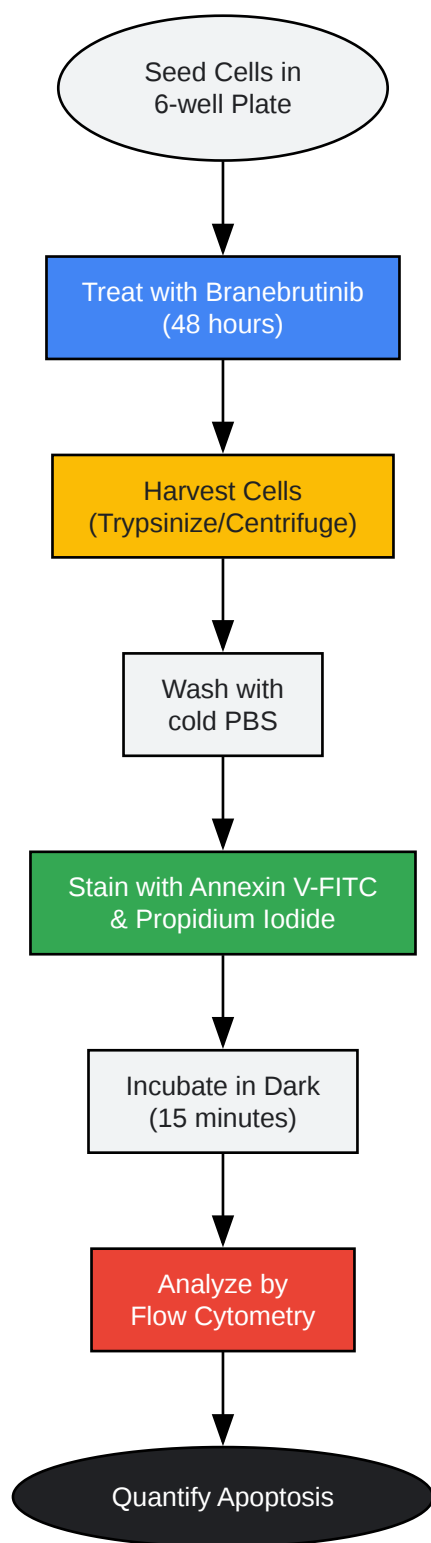 Seed Cells in
6-well Plate
Treat with Branebrutinib
(48 hours)
Harvest Cells
(Trypsinize/Centrifuge)
Wash with
cold PBS
Stain with Annexin V-FITC
& Propidium Iodide
Incubate in Dark
(15 minutes)
Analyze by
Flow Cytometry
Quantify Apoptosis